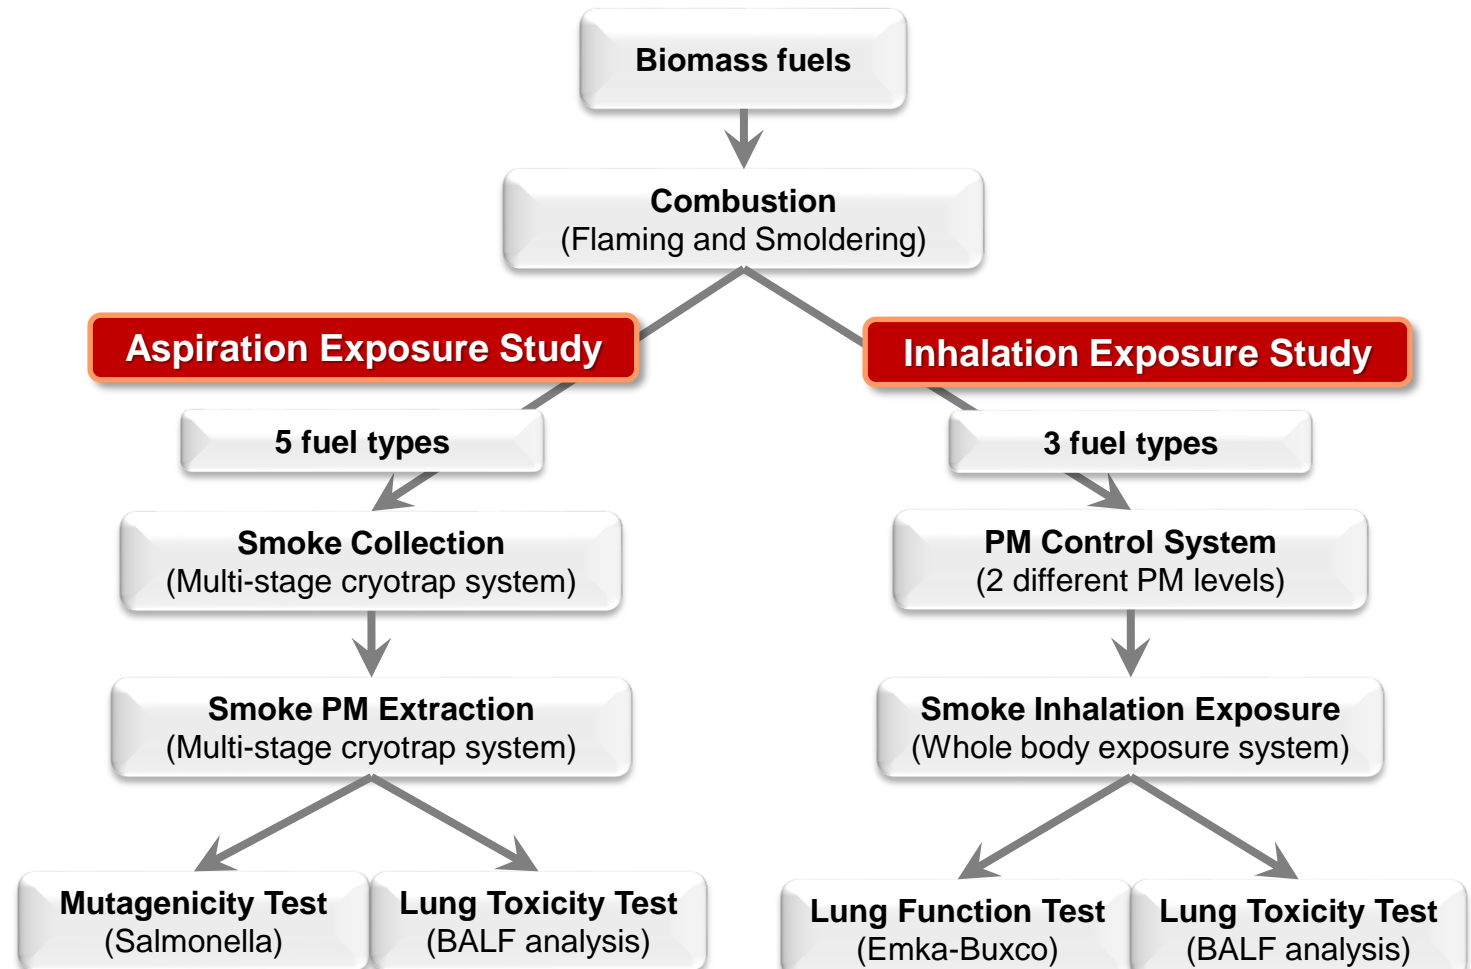 Biomass fuels
Combustion
(Flaming and Smoldering)
Aspiration Exposure Study
Inhalation Exposure Study
5 fuel types
3 fuel types
Smoke Collection
(Multi-stage cryotrap system)
PM Control System
(2 different PM levels)
Smoke PM Extraction
(Multi-stage cryotrap system)
Smoke Inhalation Exposure
(Whole body exposure system)
Mutagenicity Test
(Salmonella)
Lung Toxicity Test
(BALF analysis)
Lung Function Test
(Emka-Buxco)
Lung Toxicity Test
(BALF analysis)